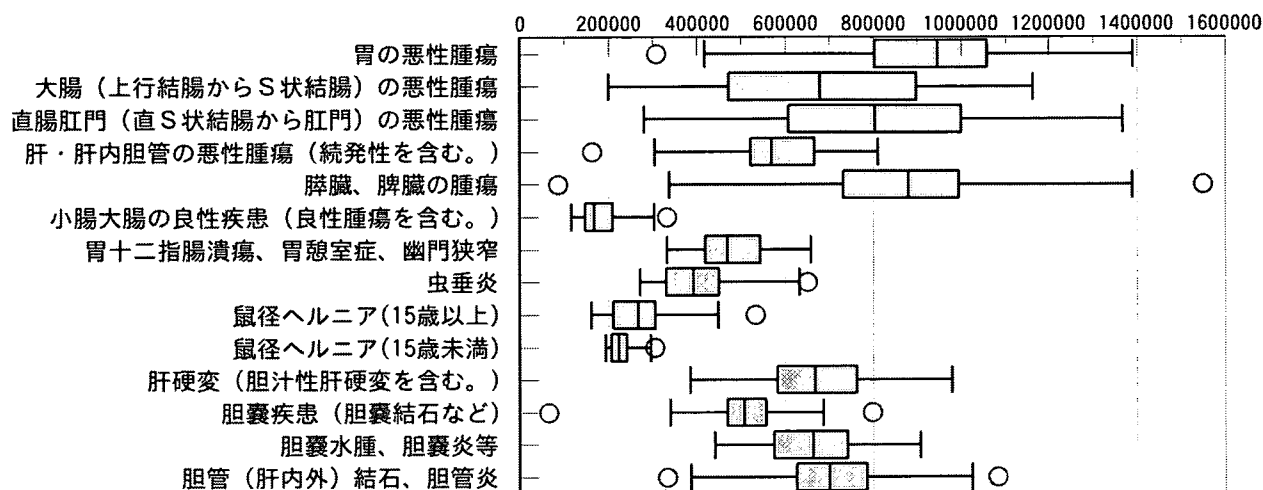 0 200000 400000 600000 800000 1000000 1200000 1400000 1600000
胃の悪性腫瘍
大腸（上行結腸からＳ状結腸）の悪性腫瘍
直腸肛門（直Ｓ状結腸から肛門）の悪性腫瘍
肝・肝内胆管の悪性腫瘍（続発性を含む。）
膵臓、脾臓の腫瘍
小腸大腸の良性疾患（良性腫瘍を含む。）
胃十二指腸潰瘍、胃憩室症、幽門狭窄
虫垂炎
鼠径ヘルニア(15歳以上)
鼠径ヘルニア(15歳未満)
肝硬変（胆汁性肝硬変を含む。）
胆嚢疾患（胆嚢結石など）
胆嚢水腫、胆嚢炎等
胆管（肝内外）結石、胆管炎